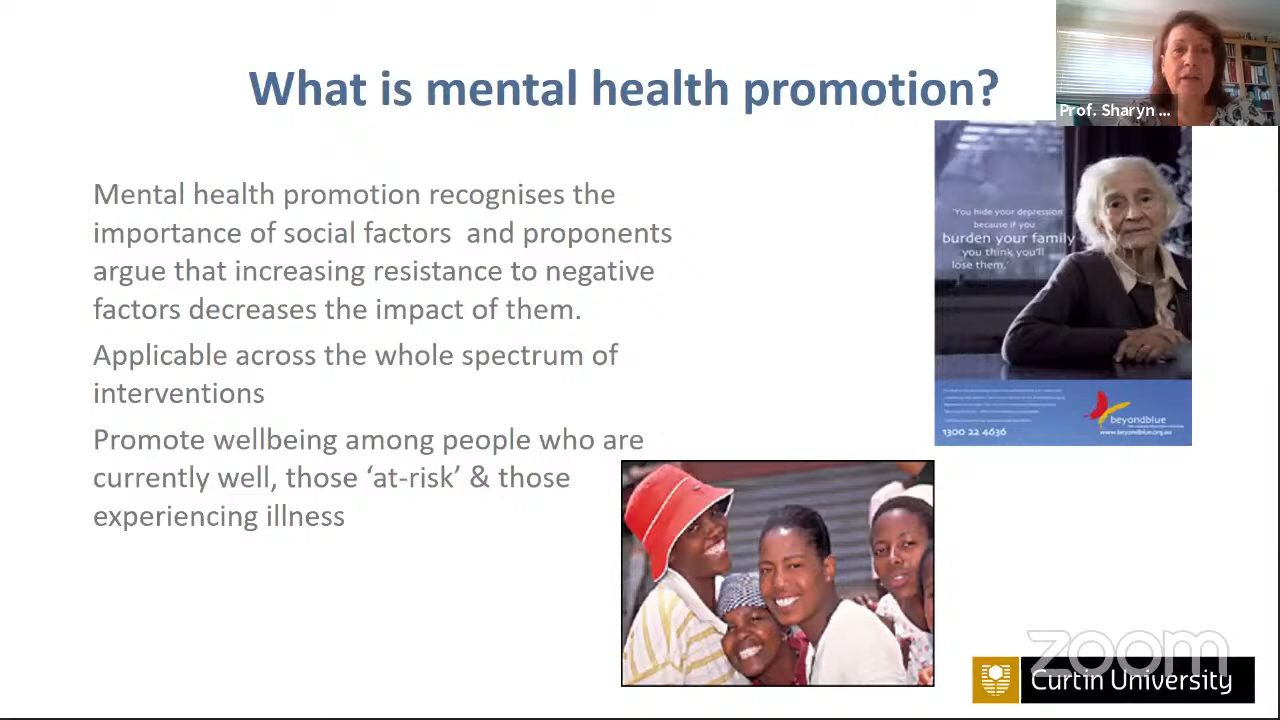 What is mental health promotion?
Prof. Sharyn ...
Mental health promotion recognises the
importance of social factors and proponents
argue that increasing resistance to negative
factors decreases the impact of them.
Applicable across the whole spectrum of
interventions
Promote wellbeing among people who are
currently well, those ‘at-risk’ & those
experiencing illness
'You hide your depression
because if you
burden your family
you think you'll
lose them.'
beyondblue
www.beyondblue.org.au
1300 22 4636
zoom
Curtin University